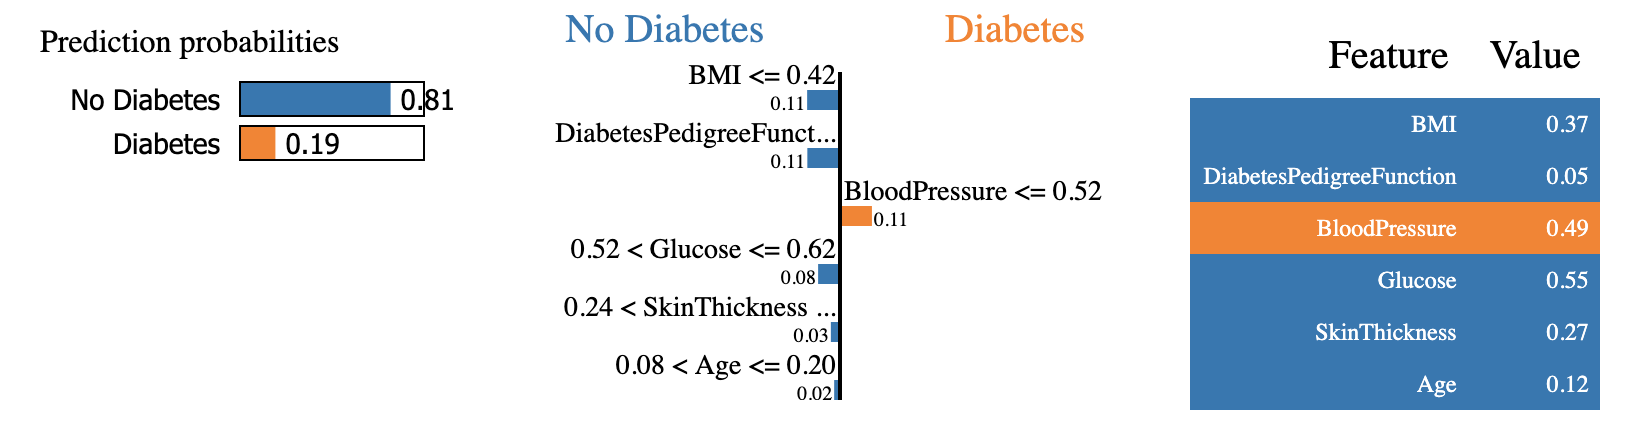 Prediction probabilities
No Diabetes 0.81
Diabetes 0.19
No Diabetes Diabetes
BMI <= 0.42
0.11
DiabetesPedigreeFunct...
0.11
BloodPressure <= 0.52
0.11
0.52 < Glucose <= 0.62
0.08
0.24 < SkinThickness ...
0.03
0.08 < Age <= 0.20
0.02
Feature Value
BMI 0.37
DiabetesPedigreeFunction 0.05
BloodPressure 0.49
Glucose 0.55
SkinThickness 0.27
Age 0.12